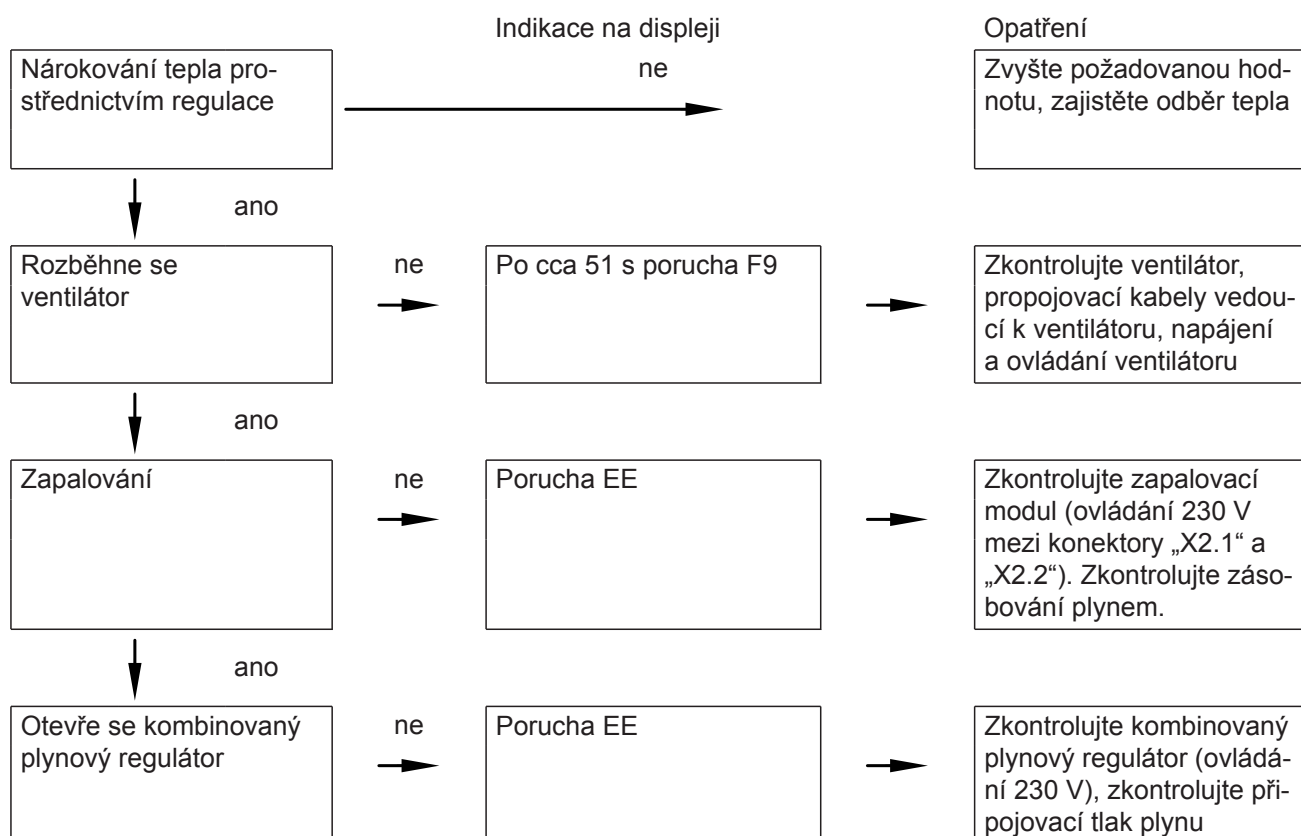 Indikace na displeji
Opatření
Nárokování tepla pro-
střednictvím regulace
ne
Zvyšte požadovanou hod-
notu, zajistěte odběr tepla
ano
Rozběhne se
ventilátor
ne
Po cca 51 s porucha F9
Zkontrolujte ventilátor,
propojovací kabely vedou-
cí k ventilátoru, napájení
a ovládání ventilátoru
ano
Zapalování
ne
Porucha EE
Zkontrolujte zapalovací
modul (ovládání 230 V
mezi konektory „X2.1“ a
„X2.2“). Zkontrolujte záso-
bování plynem.
ano
Otevře se kombinovaný
plynový regulátor
ne
Porucha EE
Zkontrolujte kombinovaný
plynový regulátor (ovládá-
ní 230 V), zkontrolujte při-
pojovací tlak plynu